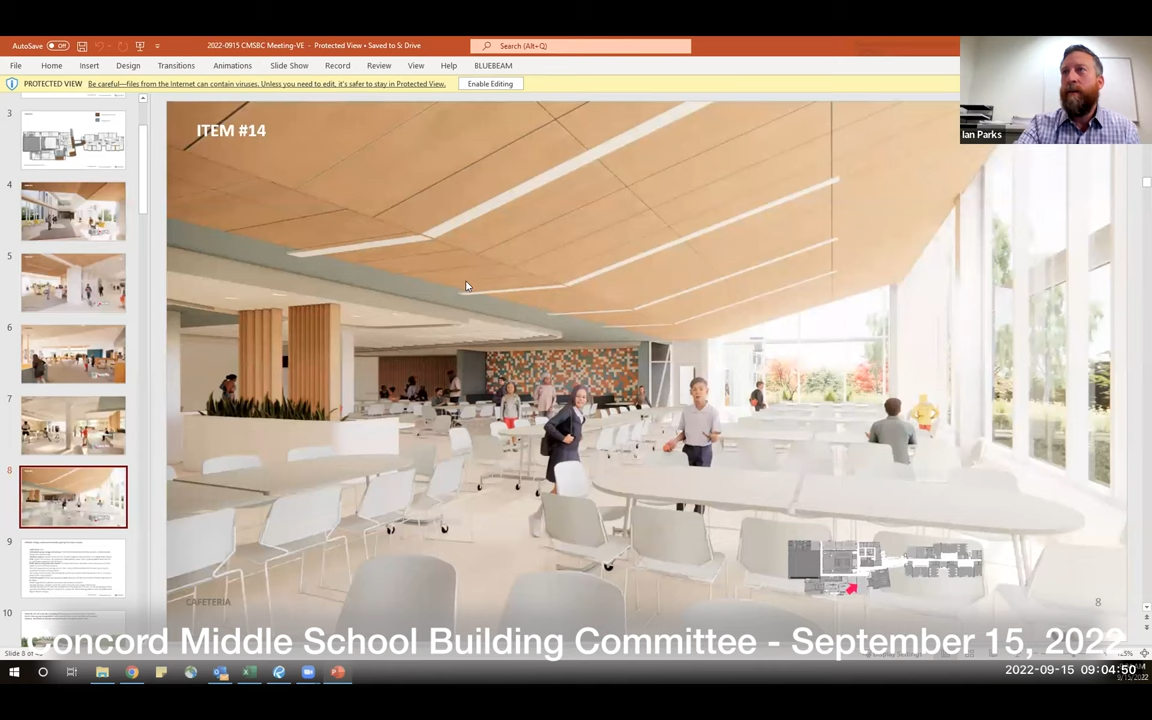 AutoSave Off 2022-0915 CMSBC Meeting-VE - Protected View • Saved to S: Drive Search (Alt+Q)
File Home Insert Design Transitions Animations Slide Show Record Review View Help BLUEBEAM
PROTECTED VIEW Be careful—files from the Internet can contain viruses. Unless you need to edit, it's safer to stay in Protected View. Enable Editing
Ian Parks
3
4
5
6
7
8
9
10
ITEM #14
CAFETERIA
8
Concord Middle School Building Committee - September 15, 2022
Slide 8 of
2022-09-15 09:04:50